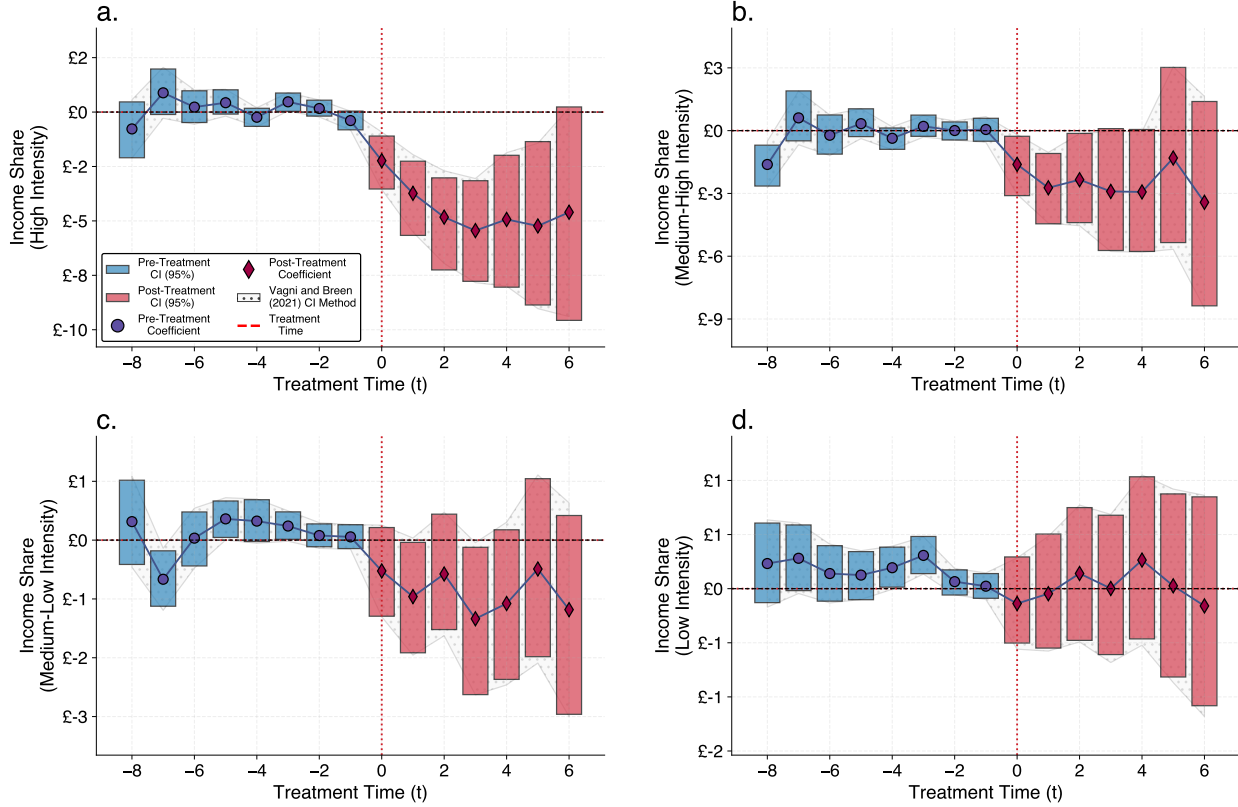 a.
£2
£0
£-2
£-5
£-8
£-10
Income Share
(High Intensity)
Pre-Treatment
CI (95%)
Post-Treatment
CI (95%)
Pre-Treatment
Coefficient
Post-Treatment
Coefficient
Vagni and Breen
(2021) CI Method
Treatment
Time
−8 −6 −4 −2 0 2 4 6
Treatment Time (t)
b.
£3
£0
£-3
£-6
£-9
Income Share
(Medium-High Intensity)
−8 −6 −4 −2 0 2 4 6
Treatment Time (t)
c.
£1
£0
£-1
£-2
£-3
Income Share
(Medium-Low Intensity)
−8 −6 −4 −2 0 2 4 6
Treatment Time (t)
d.
£1
£1
£0
£-1
£-1
£-2
Income Share
(Low Intensity)
−8 −6 −4 −2 0 2 4 6
Treatment Time (t)